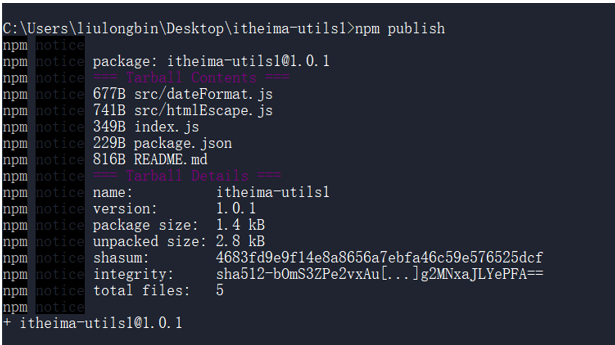 C:\Users\liulongbin\Desktop\itheima-utils1>npm publish
npm notice
npm notice package: itheima-utils1@1.0.1
npm notice === Tarball Contents ===
npm notice 677B src/dateFormat.js
npm notice 741B src/htmlEscape.js
npm notice 349B index.js
npm notice 229B package.json
npm notice 816B README.md
npm notice === Tarball Details ===
npm notice name: itheima-utils1
npm notice version: 1.0.1
npm notice package size: 1.4 kB
npm notice unpacked size: 2.8 kB
npm notice shasum: 4683fd9e9f14e8a8656a7ebfa46c59e576525dcf
npm notice integrity: sha512-bOmS3ZPe2vxAu[...]g2MNxaJLYePFA==
npm notice total files: 5
npm notice
+ itheima-utils1@1.0.1